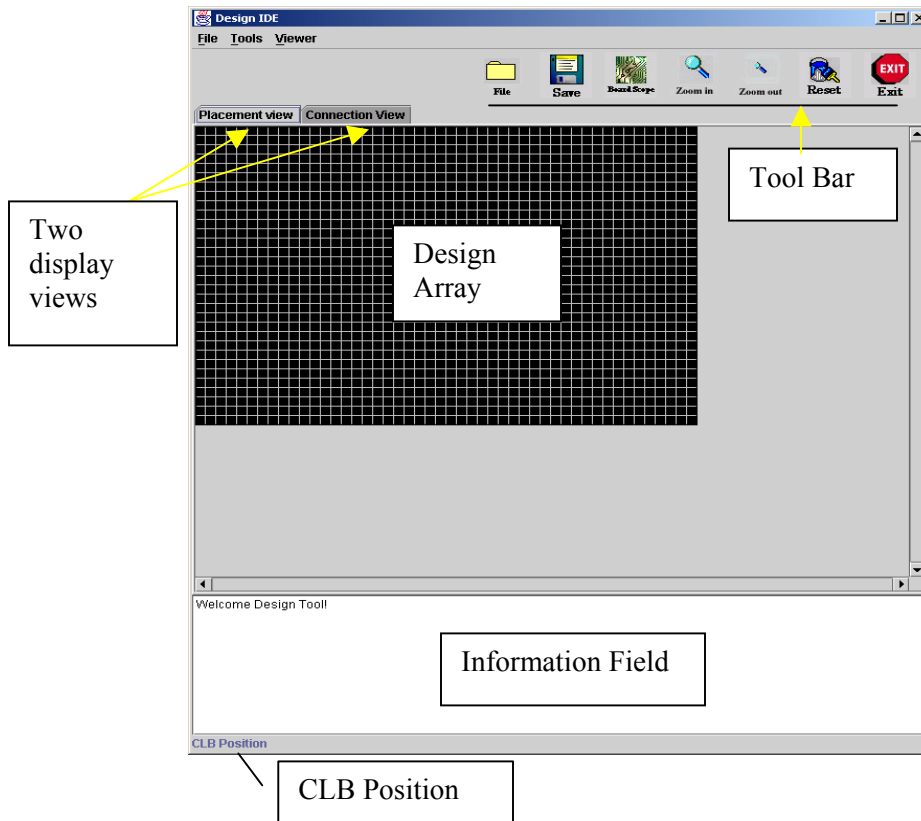 Design IDE
File Tools Viewer
File
Save
Board Scope
Zoom in
Zoom out
Reset
EXIT
Exit
Placement view
Connection View
Tool Bar
Two
display
views
Design
Array
Welcome Design Tool!
Information Field
CLB Position
CLB Position